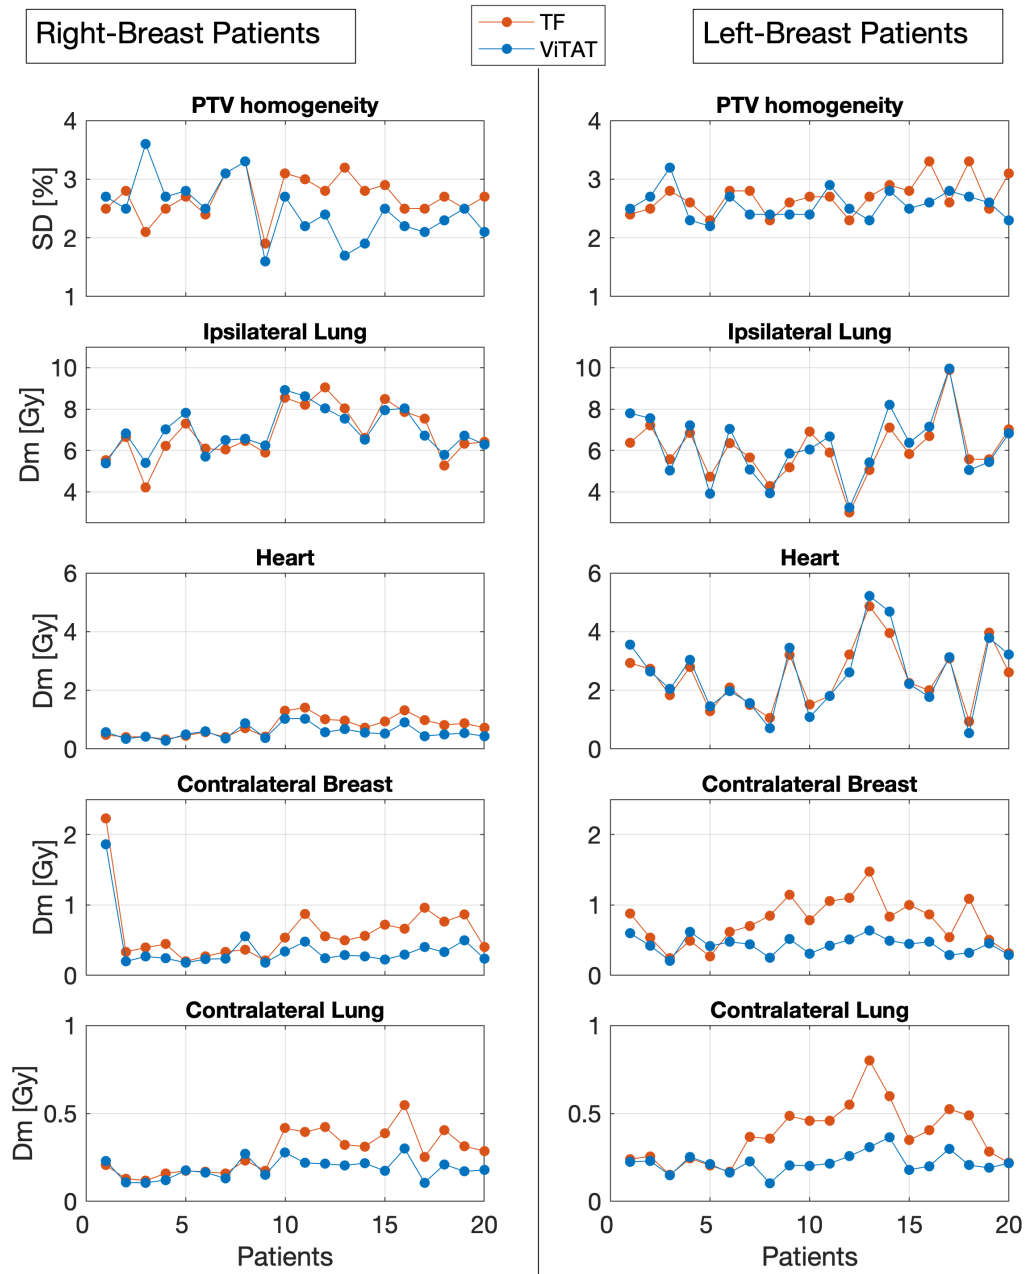 Right-Breast Patients
TF
ViTAT
Left-Breast Patients
PTV homogeneity
4
3
2
1
SD [%]
PTV homogeneity
4
3
2
1
Ipsilateral Lung
10
8
6
4
Dm [Gy]
Ipsilateral Lung
10
8
6
4
Heart
6
4
2
0
Dm [Gy]
Heart
6
4
2
0
Contralateral Breast
2
1
0
Dm [Gy]
Contralateral Breast
2
1
0
Contralateral Lung
1
0.5
0
Dm [Gy]
0 5 10 15 20
Patients
Contralateral Lung
1
0.5
0
0 5 10 15 20
Patients